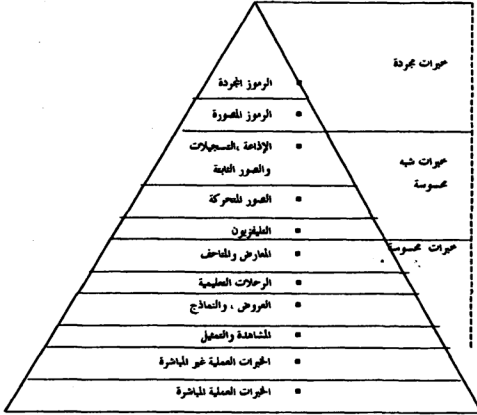 خبرات مجردة
الرموز المجردة
الرموز المصورة
الإذاعة ،التسجيلات
والصور الثابتة
خبرات شبه
محسوسة
الصور المتحركة
التليفزيون
خبرات محسوسة
المعارض والمتاحف
الرحلات التعليمية
العروض ، والنماذج
المشاهدة والتمثيل
الخبرات العملية غير المباشرة
الخبرات العملية المباشرة